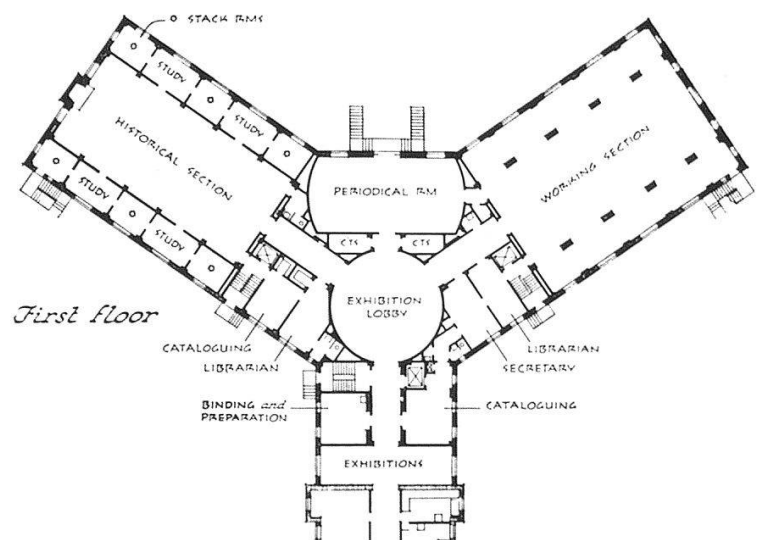 STACK RMS
STUDY
STUDY
HISTORICAL SECTION
STUDY
STUDY
PERIODICAL RM
CTS
CTS
WORKING SECTION
EXHIBITION
LOBBY
First floor
CATALOGUING
LIBRARIAN
LIBRARIAN
SECRETARY
BINDING and
PREPARATION
CATALOGUING
EXHIBITIONS